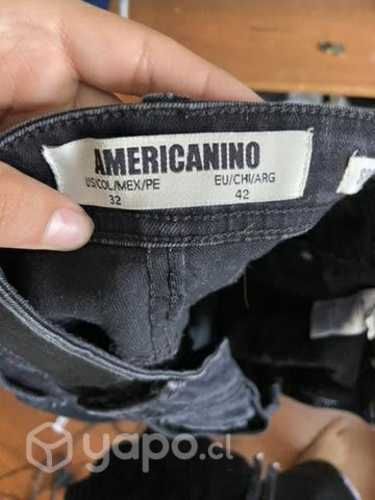 AMERICANINO
US/COL/MEX/PE EU/CHI/ARG
32 42
yapo.cl